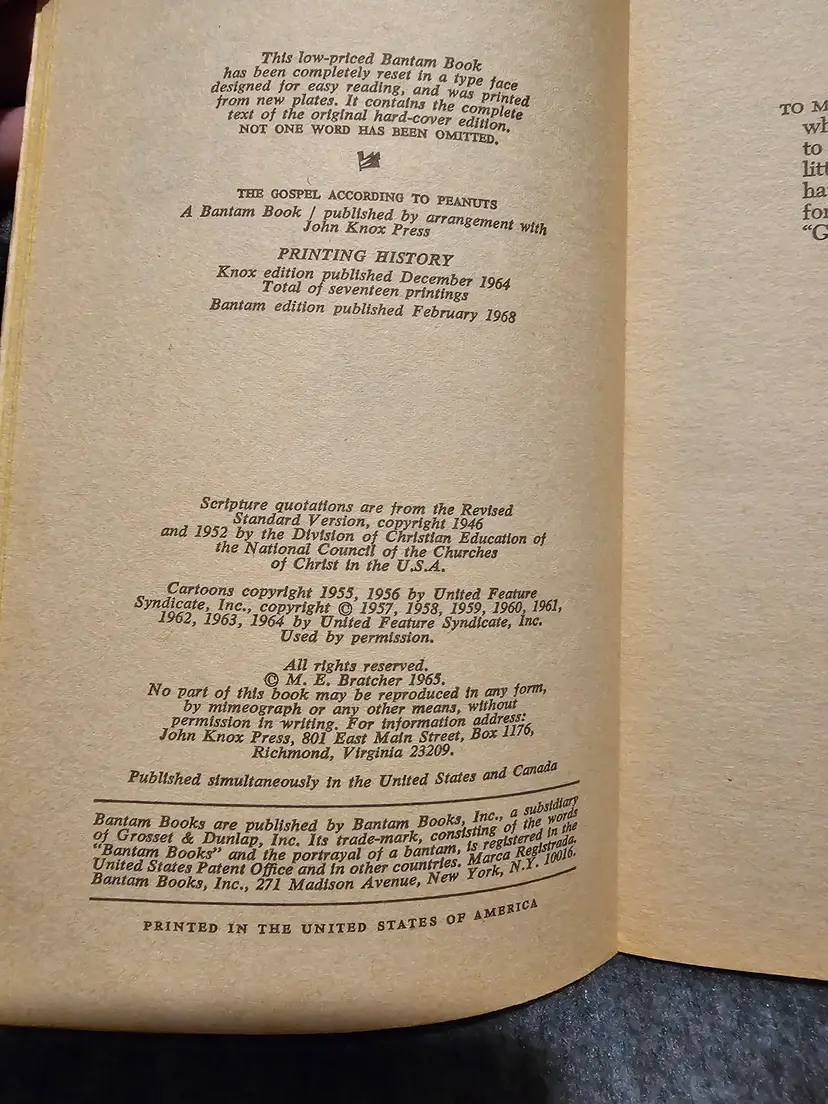 This low-priced Bantam Book
has been completely reset in a type face
designed for easy reading, and was printed
from new plates. It contains the complete
text of the original hard-cover edition.
NOT ONE WORD HAS BEEN OMITTED.
THE GOSPEL ACCORDING TO PEANUTS
A Bantam Book / published by arrangement with
John Knox Press
PRINTING HISTORY
Knox edition published December 1964
Total of seventeen printings
Bantam edition published February 1968
Scripture quotations are from the Revised
Standard Version, copyright 1946
and 1952 by the Division of Christian Education of
the National Council of the Churches
of Christ in the U.S.A.
Cartoons copyright 1955, 1956 by United Feature
Syndicate, Inc., copyright © 1957, 1958, 1959, 1960, 1961,
1962, 1963, 1964 by United Feature Syndicate, Inc.
Used by permission.
All rights reserved.
© M. E. Bratcher 1965.
No part of this book may be reproduced in any form,
by mimeograph or any other means, without
permission in writing. For information address:
John Knox Press, 801 East Main Street, Box 1176,
Richmond, Virginia 23209.
Published simultaneously in the United States and Canada
Bantam Books are published by Bantam Books, Inc., a subsidiary
of Grosset & Dunlap, Inc. Its trade-mark, consisting of the words
"Bantam Books" and the portrayal of a bantam, is registered in the
United States Patent Office and in other countries. Marca Registrada.
Bantam Books, Inc., 271 Madison Avenue, New York, N.Y. 10016.
PRINTED IN THE UNITED STATES OF AMERICA
TO M
wh
to
litt
ha
for
"G